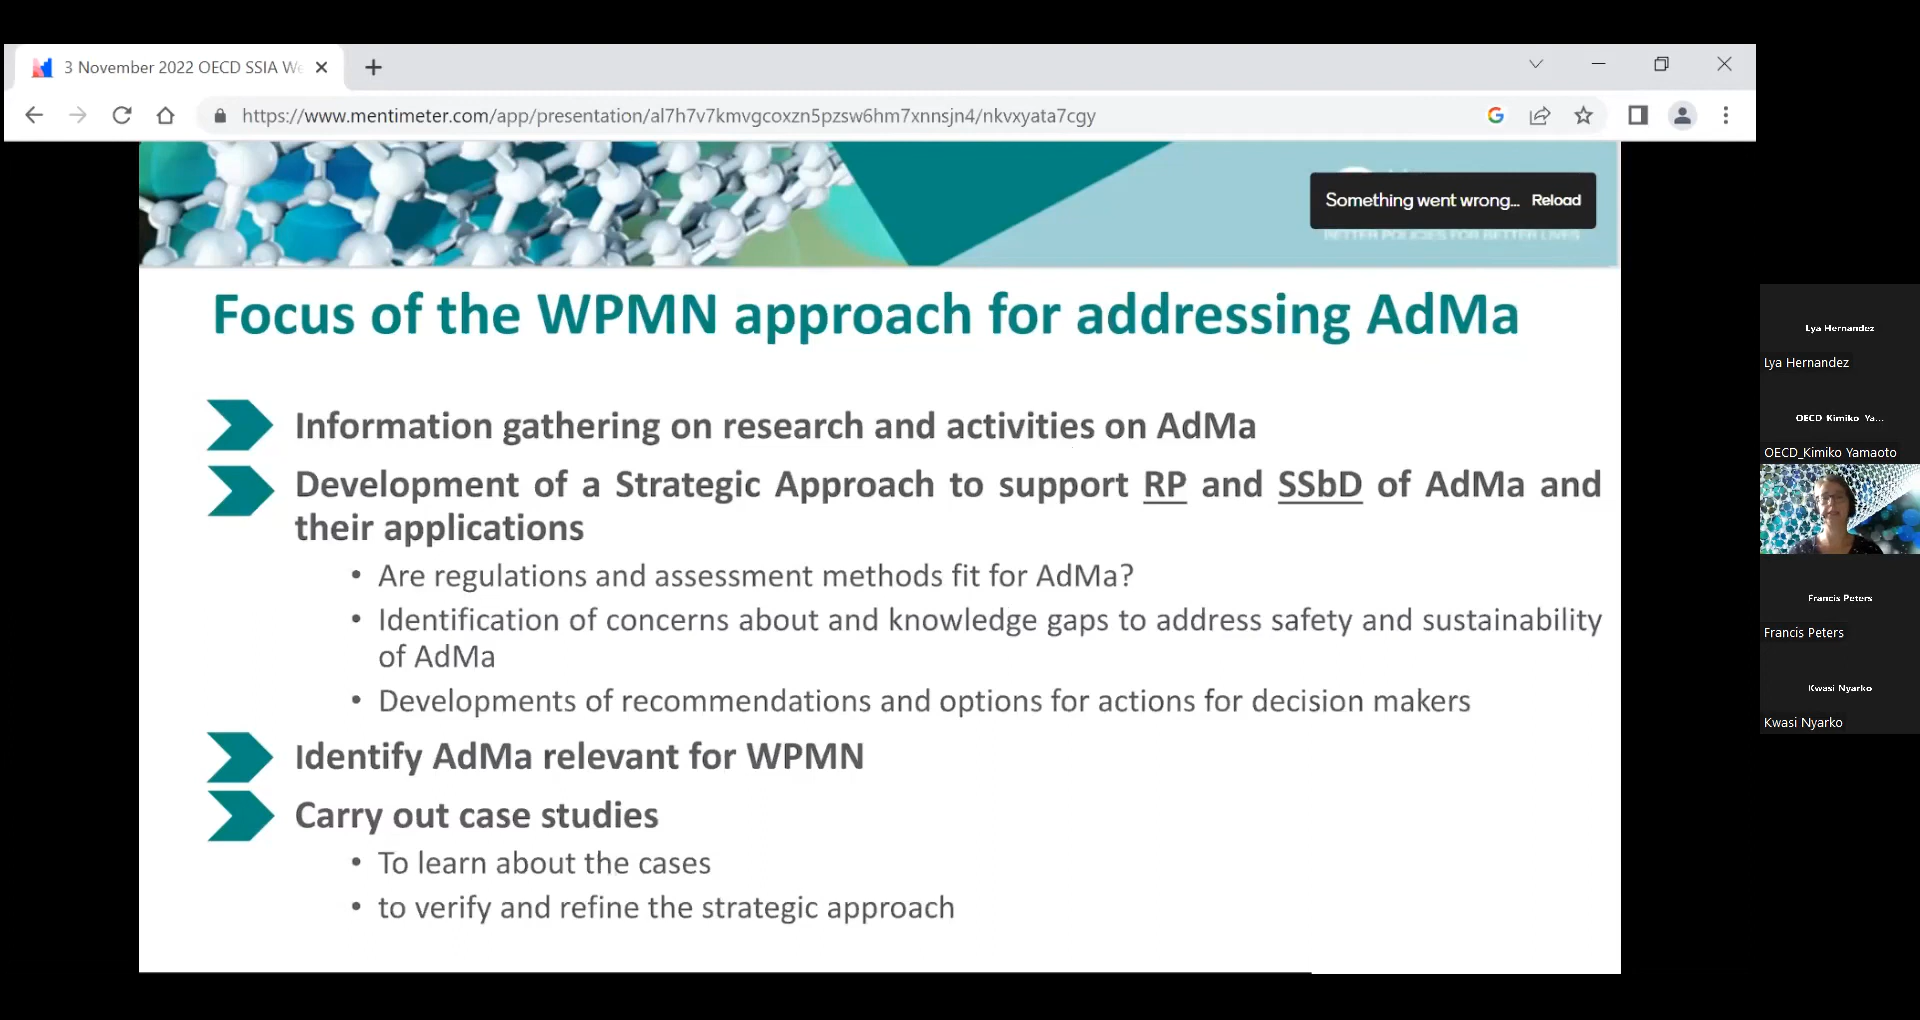 3 November 2022 OECD SSIA We
https://www.mentimeter.com/app/presentation/al7h7v7kmvgcoxzn5pzsw6hm7xnnsjn4/nkvxyata7cgy
Something went wrong... Reload
BETTER POLICIES FOR BETTER LIVES
Focus of the WPMN approach for addressing AdMa
Information gathering on research and activities on AdMa
Development of a Strategic Approach to support RP and SSbD of AdMa and
their applications
• Are regulations and assessment methods fit for AdMa?
• Identification of concerns about and knowledge gaps to address safety and sustainability
of AdMa
• Developments of recommendations and options for actions for decision makers
Identify AdMa relevant for WPMN
Carry out case studies
• To learn about the cases
• to verify and refine the strategic approach
Lya Hernandez
Lya Hernandez
OECD_Kimiko Ya...
OECD_Kimiko Yamaoto
Francis Peters
Francis Peters
Kwasi Nyarko
Kwasi Nyarko